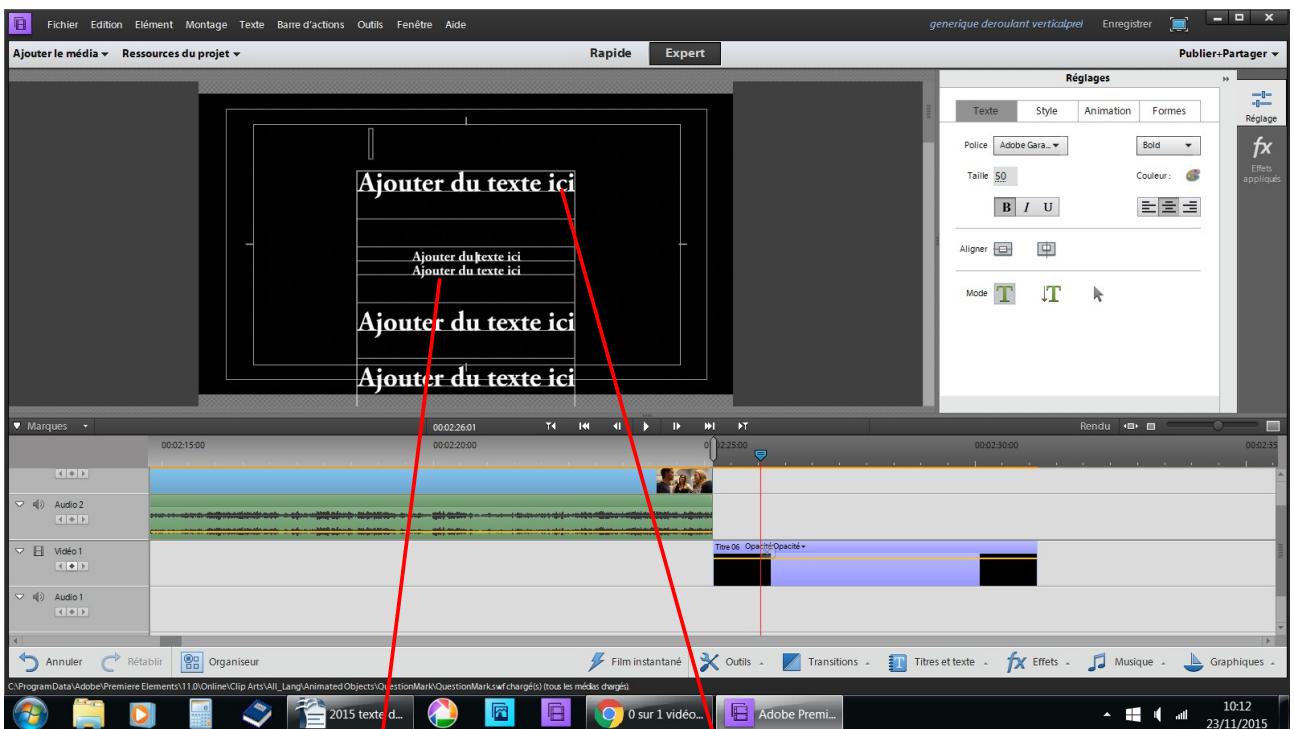 Fichier Edition Elément Montage Texte Barre d'actions Outils Fenêtre Aide generique deroulant verticalprel Enregistrer
Ajouter le média Ressources du projet Rapide Expert Publier+Partager
Réglages
Texte Style Animation Formes
Réglage
Police Adobe Gara... Bold
fx
Effets appliqués
Taille 50 Couleur :
B I U
Aligner
Mode T T
Ajouter du texte ici
Ajouter du texte ici
Ajouter du texte ici
Ajouter du texte ici
Ajouter du texte ici
Marques 00:02:26:01 Rendu
00:02:15:00 00:02:20:00 0 02:25:00 00:02:30:00 00:02:35
Audio 2
Vidéo 1
Titre 06 Opacité:Opacité
Audio 1
Annuler Rétablir Organiseur Film instantané Outils Transitions Titres et texte fx Effets Musique Graphiques
C:\ProgramData\Adobe\Premiere Elements\11.0\Online\Clip Arts\All_Lang\Animated Objects\QuestionMark\QuestionMark.swf chargé(s) (tous les médias chargés).
2015 texte d... 0 sur 1 vidéo... Adobe Premi...
10:12
23/11/2015